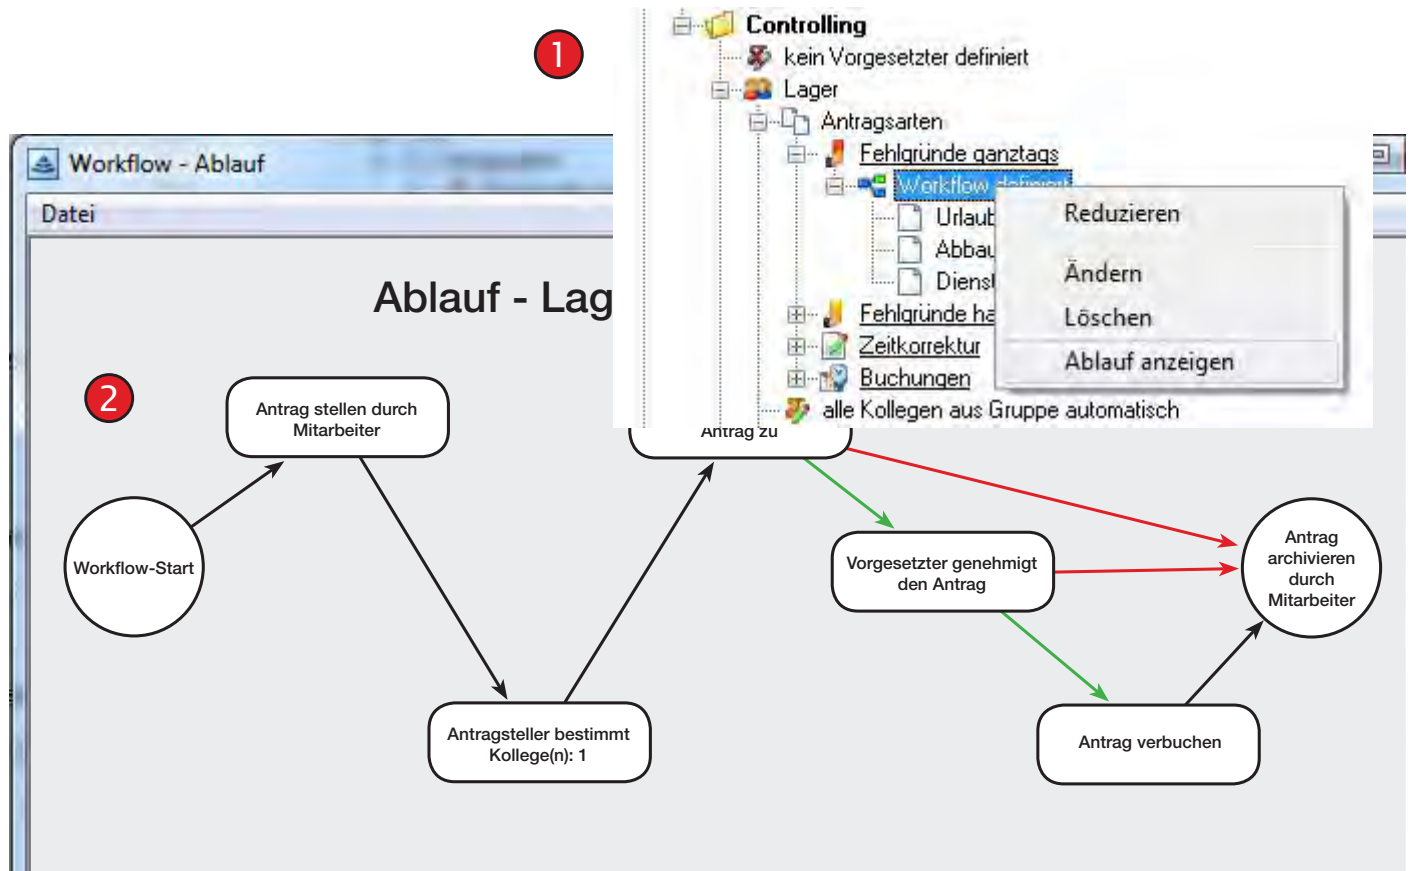 1
Controlling
kein Vorgesetzter definiert
Lager
Antragsarten
Fehlgründe ganztags
Workflow definiert
Urlaub
Abbau
Dienst
Fehlgründe ha
Zeitkorrektur
Buchungen
alle Kollegen aus Gruppe automatisch
Reduzieren
Ändern
Löschen
Ablauf anzeigen
Workflow - Ablauf
Datei
Ablauf - Lag
2
Antrag stellen durch
Mitarbeiter
Antrag zu
Workflow-Start
Vorgesetzter genehmigt
den Antrag
Antrag
archivieren
durch
Mitarbeiter
Antragsteller bestimmt
Kollege(n): 1
Antrag verbuchen